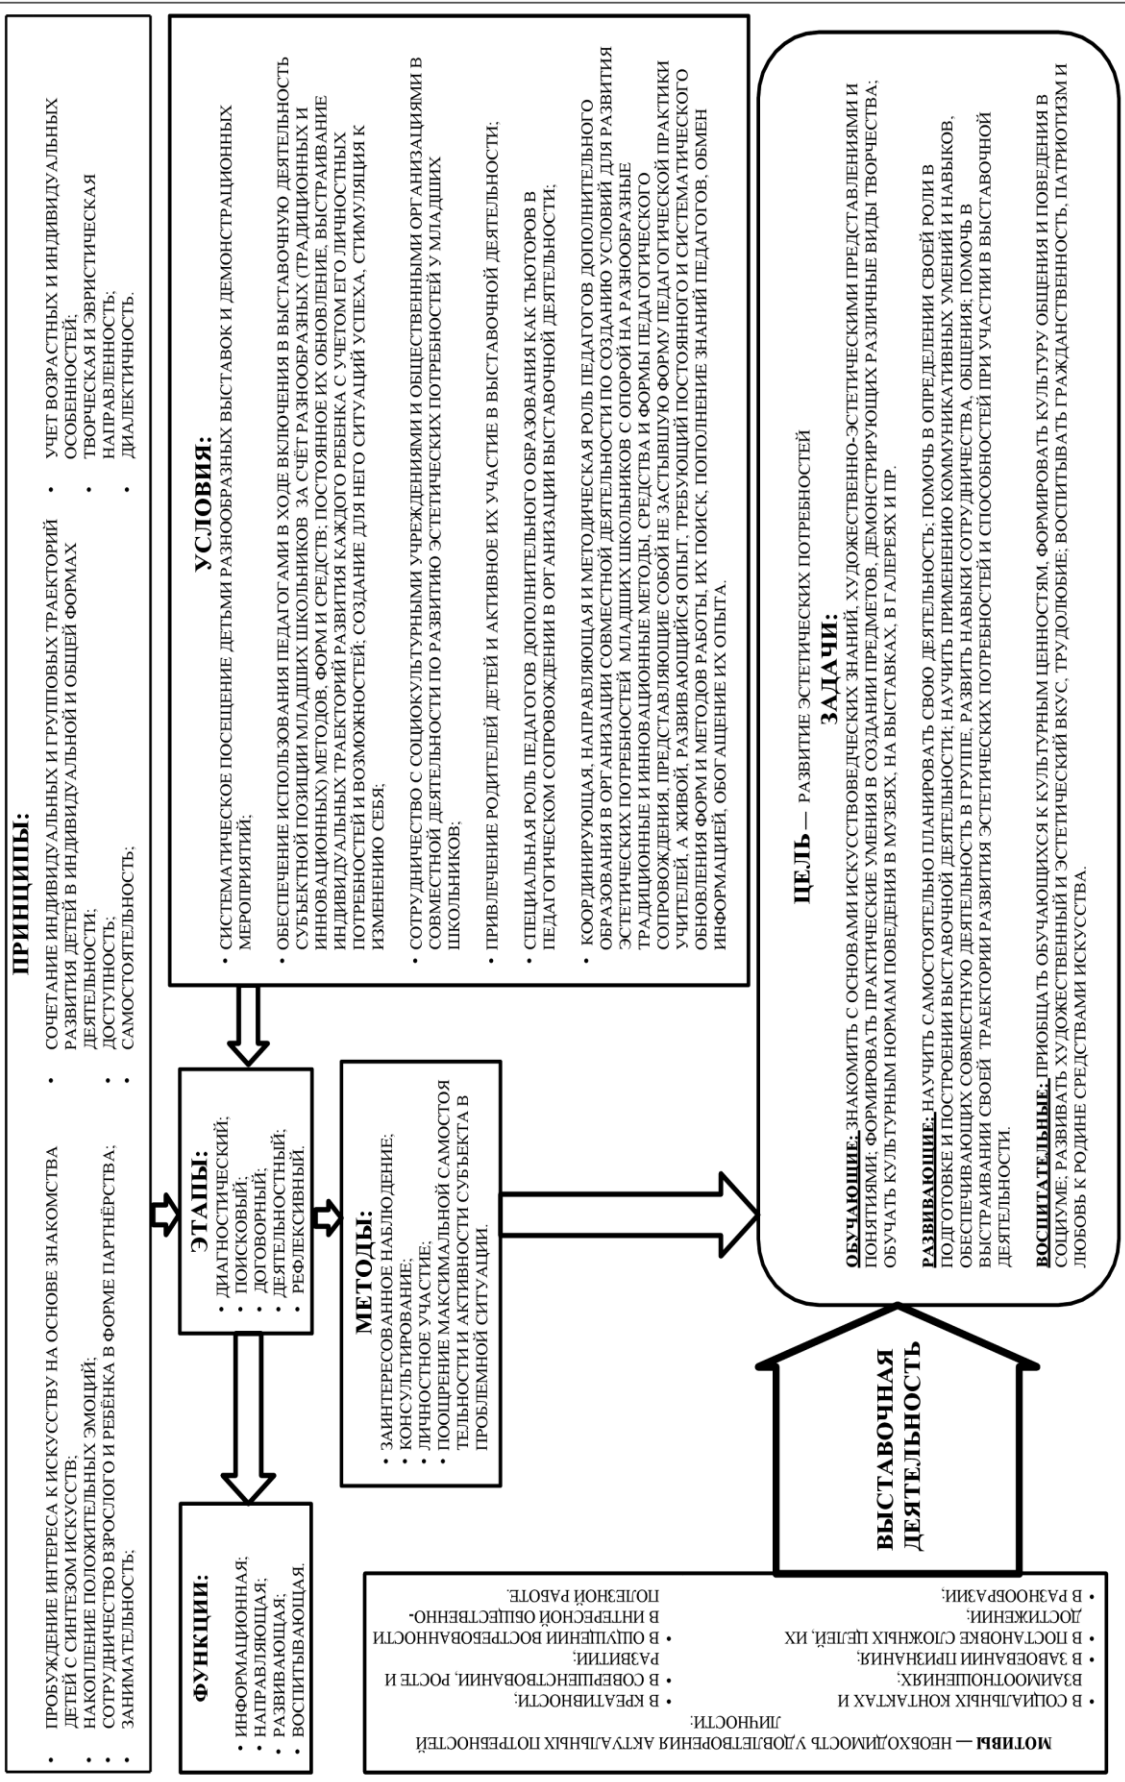 ПРИНЦИПЫ:
• ПРОБУЖДЕНИЕ ИНТЕРЕСА К ИСКУССТВУ НА ОСНОВЕ ЗНАКОМСТВА
ДЕТЕЙ С СИНТЕЗОМ ИСКУССТВ;
• НАКОПЛЕНИЕ ПОЛОЖИТЕЛЬНЫХ ЭМОЦИЙ;
• СОТРУДНИЧЕСТВО ВЗРОСЛОГО И РЕБЁНКА В ФОРМЕ ПАРТНЁРСТВА;
• ЗАНИМАТЕЛЬНОСТЬ;
• СОЧЕТАНИЕ ИНДИВИДУАЛЬНЫХ И ГРУППОВЫХ ТРАЕКТОРИЙ
РАЗВИТИЯ ДЕТЕЙ В ИНДИВИДУАЛЬНОЙ И ОБЩЕЙ ФОРМАХ
ДЕЯТЕЛЬНОСТИ;
• ДОСТУПНОСТЬ;
• САМОСТОЯТЕЛЬНОСТЬ;
• УЧЕТ ВОЗРАСТНЫХ И ИНДИВИДУАЛЬНЫХ
ОСОБЕННОСТЕЙ;
• ТВОРЧЕСКАЯ И ЭВРИСТИЧЕСКАЯ
НАПРАВЛЕННОСТЬ;
• ДИАЛЕКТИЧНОСТЬ.
ФУНКЦИИ:
• ИНФОРМАЦИОННАЯ;
• НАПРАВЛЯЮЩАЯ;
• РАЗВИВАЮЩАЯ;
• ВОСПИТЫВАЮЩАЯ.
ЭТАПЫ:
• ДИАГНОСТИЧЕСКИЙ;
• ПОИСКОВЫЙ;
• ДОГОВОРНЫЙ;
• ДЕЯТЕЛЬНОСТНЫЙ;
• РЕФЛЕКСИВНЫЙ.
УСЛОВИЯ:
• СИСТЕМАТИЧЕСКОЕ ПОСЕЩЕНИЕ ДЕТЬМИ РАЗНООБРАЗНЫХ ВЫСТАВОК И ДЕМОНСТРАЦИОННЫХ
МЕРОПРИЯТИЙ;
• ОБЕСПЕЧЕНИЕ ИСПОЛЬЗОВАНИЯ ПЕДАГОГАМИ В ХОДЕ ВКЛЮЧЕНИЯ В ВЫСТАВОЧНУЮ ДЕЯТЕЛЬНОСТЬ
СУБЪЕКТНОЙ ПОЗИЦИИ МЛАДШИХ ШКОЛЬНИКОВ ЗА СЧЁТ РАЗНООБРАЗНЫХ (ТРАДИЦИОННЫХ И
ИННОВАЦИОННЫХ) МЕТОДОВ, ФОРМ И СРЕДСТВ; ПОСТОЯННОЕ ИХ ОБНОВЛЕНИЕ, ВЫСТРАИВАНИЕ
ИНДИВИДУАЛЬНЫХ ТРАЕКТОРИЙ РАЗВИТИЯ КАЖДОГО РЕБЕНКА С УЧЕТОМ ЕГО ЛИЧНОСТНЫХ
ПОТРЕБНОСТЕЙ И ВОЗМОЖНОСТЕЙ; СОЗДАНИЕ ДЛЯ НЕГО СИТУАЦИЙ УСПЕХА, СТИМУЛЯЦИЯ К
ИЗМЕНЕНИЮ СЕБЯ;
• СОТРУДНИЧЕСТВО С СОЦИОКУЛЬТУРНЫМИ УЧРЕЖДЕНИЯМИ И ОБЩЕСТВЕННЫМИ ОРГАНИЗАЦИЯМИ В
СОВМЕСТНОЙ ДЕЯТЕЛЬНОСТИ ПО РАЗВИТИЮ ЭСТЕТИЧЕСКИХ ПОТРЕБНОСТЕЙ У МЛАДШИХ
ШКОЛЬНИКОВ;
• ПРИВЛЕЧЕНИЕ РОДИТЕЛЕЙ ДЕТЕЙ И АКТИВНОЕ ИХ УЧАСТИЕ В ВЫСТАВОЧНОЙ ДЕЯТЕЛЬНОСТИ;
• СПЕЦИАЛЬНАЯ РОЛЬ ПЕДАГОГОВ ДОПОЛНИТЕЛЬНОГО ОБРАЗОВАНИЯ КАК ТЬЮТОРОВ В
ПЕДАГОГИЧЕСКОМ СОПРОВОЖДЕНИИ В ОРГАНИЗАЦИИ ВЫСТАВОЧНОЙ ДЕЯТЕЛЬНОСТИ;
• КООРДИНИРУЮЩАЯ, НАПРАВЛЯЮЩАЯ И МЕТОДИЧЕСКАЯ РОЛЬ ПЕДАГОГОВ ДОПОЛНИТЕЛЬНОГО
ОБРАЗОВАНИЯ В ОРГАНИЗАЦИИ СОВМЕСТНОЙ ДЕЯТЕЛЬНОСТИ ПО СОЗДАНИЮ УСЛОВИЙ ДЛЯ РАЗВИТИЯ
ЭСТЕТИЧЕСКИХ ПОТРЕБНОСТЕЙ МЛАДШИХ ШКОЛЬНИКОВ С ОПОРОЙ НА РАЗНООБРАЗНЫЕ
ТРАДИЦИОННЫЕ И ИННОВАЦИОННЫЕ МЕТОДЫ, СРЕДСТВА И ФОРМЫ ПЕДАГОГИЧЕСКОГО
СОПРОВОЖДЕНИЯ, ПРЕДСТАВЛЯЮЩИЕ СОБОЙ НЕ ЗАСТЫВШУЮ ФОРМУ ПЕДАГОГИЧЕСКОЙ ПРАКТИКИ
УЧИТЕЛЕЙ, А ЖИВОЙ, РАЗВИВАЮЩИЙСЯ ОПЫТ, ТРЕБУЮЩИЙ ПОСТОЯННОГО И СИСТЕМАТИЧЕСКОГО
ОБНОВЛЕНИЯ ФОРМ И МЕТОДОВ РАБОТЫ, ИХ ПОИСК, ПОПОЛНЕНИЕ ЗНАНИЙ ПЕДАГОГОВ, ОБМЕН
ИНФОРМАЦИЕЙ, ОБОГАЩЕНИЕ ИХ ОПЫТА.
МЕТОДЫ:
• ЗАИНТЕРЕСОВАННОЕ НАБЛЮДЕНИЕ;
• КОНСУЛЬТИРОВАНИЕ;
• ЛИЧНОСТНОЕ УЧАСТИЕ;
• ПООЩРЕНИЕ МАКСИМАЛЬНОЙ САМОСТОЯ
ТЕЛЬНОСТИ И АКТИВНОСТИ СУБЪЕКТА В
ПРОБЛЕМНОЙ СИТУАЦИИ.
МОТИВЫ — НЕОБХОДИМОСТЬ УДОВЛЕТВОРЕНИЯ АКТУАЛЬНЫХ ПОТРЕБНОСТЕЙ
ЛИЧНОСТИ:
• В СОЦИАЛЬНЫХ КОНТАКТАХ И
ВЗАИМООТНОШЕНИЯХ;
• В ЗАВОЕВАНИИ ПРИЗНАНИЯ;
• В ПОСТАНОВКЕ СЛОЖНЫХ ЦЕЛЕЙ, ИХ
ДОСТИЖЕНИИ;
• В РАЗНООБРАЗИИ;
• В КРЕАТИВНОСТИ;
• В СОВЕРШЕНСТВОВАНИИ, РОСТЕ И
РАЗВИТИИ;
• В ОЩУЩЕНИИ ВОСТРЕБОВАННОСТИ
В ИНТЕРЕСНОЙ ОБЩЕСТВЕННО-
ПОЛЕЗНОЙ РАБОТЕ.
ВЫСТАВОЧНАЯ
ДЕЯТЕЛЬНОСТЬ
ЦЕЛЬ — РАЗВИТИЕ ЭСТЕТИЧЕСКИХ ПОТРЕБНОСТЕЙ
ЗАДАЧИ:
ОБУЧАЮЩИЕ: ЗНАКОМИТЬ С ОСНОВАМИ ИСКУССТВОВЕДЧЕСКИХ ЗНАНИЙ, ХУДОЖЕСТВЕННО-ЭСТЕТИЧЕСКИМИ ПРЕДСТАВЛЕНИЯМИ И
ПОНЯТИЯМИ; ФОРМИРОВАТЬ ПРАКТИЧЕСКИЕ УМЕНИЯ В СОЗДАНИИ ПРЕДМЕТОВ, ДЕМОНСТРИРУЮЩИХ РАЗЛИЧНЫЕ ВИДЫ ТВОРЧЕСТВА;
ОБУЧАТЬ КУЛЬТУРНЫМ НОРМАМ ПОВЕДЕНИЯ В МУЗЕЯХ, НА ВЫСТАВКАХ, В ГАЛЕРЕЯХ И ПР.
РАЗВИВАЮЩИЕ: НАУЧИТЬ САМОСТОЯТЕЛЬНО ПЛАНИРОВАТЬ СВОЮ ДЕЯТЕЛЬНОСТЬ; ПОМОЧЬ В ОПРЕДЕЛЕНИИ СВОЕЙ РОЛИ В
ПОДГОТОВКЕ И ПОСТРОЕНИИ ВЫСТАВОЧНОЙ ДЕЯТЕЛЬНОСТИ; НАУЧИТЬ ПРИМЕНЕНИЮ КОММУНИКАТИВНЫХ УМЕНИЙ И НАВЫКОВ,
ОБЕСПЕЧИВАЮЩИХ СОВМЕСТНУЮ ДЕЯТЕЛЬНОСТЬ В ГРУППЕ, РАЗВИТЬ НАВЫКИ СОТРУДНИЧЕСТВА, ОБЩЕНИЯ; ПОМОЧЬ В
ВЫСТРАИВАНИИ СВОЕЙ ТРАЕКТОРИИ РАЗВИТИЯ ЭСТЕТИЧЕСКИХ ПОТРЕБНОСТЕЙ И СПОСОБНОСТЕЙ ПРИ УЧАСТИИ В ВЫСТАВОЧНОЙ
ДЕЯТЕЛЬНОСТИ.
ВОСПИТАТЕЛЬНЫЕ: ПРИОБЩАТЬ ОБУЧАЮЩИХСЯ К КУЛЬТУРНЫМ ЦЕННОСТЯМ, ФОРМИРОВАТЬ КУЛЬТУРУ ОБЩЕНИЯ И ПОВЕДЕНИЯ В
СОЦИУМЕ; РАЗВИВАТЬ ХУДОЖЕСТВЕННЫЙ И ЭСТЕТИЧЕСКИЙ ВКУС, ТРУДОЛЮБИЕ; ВОСПИТЫВАТЬ ГРАЖДАНСТВЕННОСТЬ, ПАТРИОТИЗМ И
ЛЮБОВЬ К РОДИНЕ СРЕДСТВАМИ ИСКУССТВА.